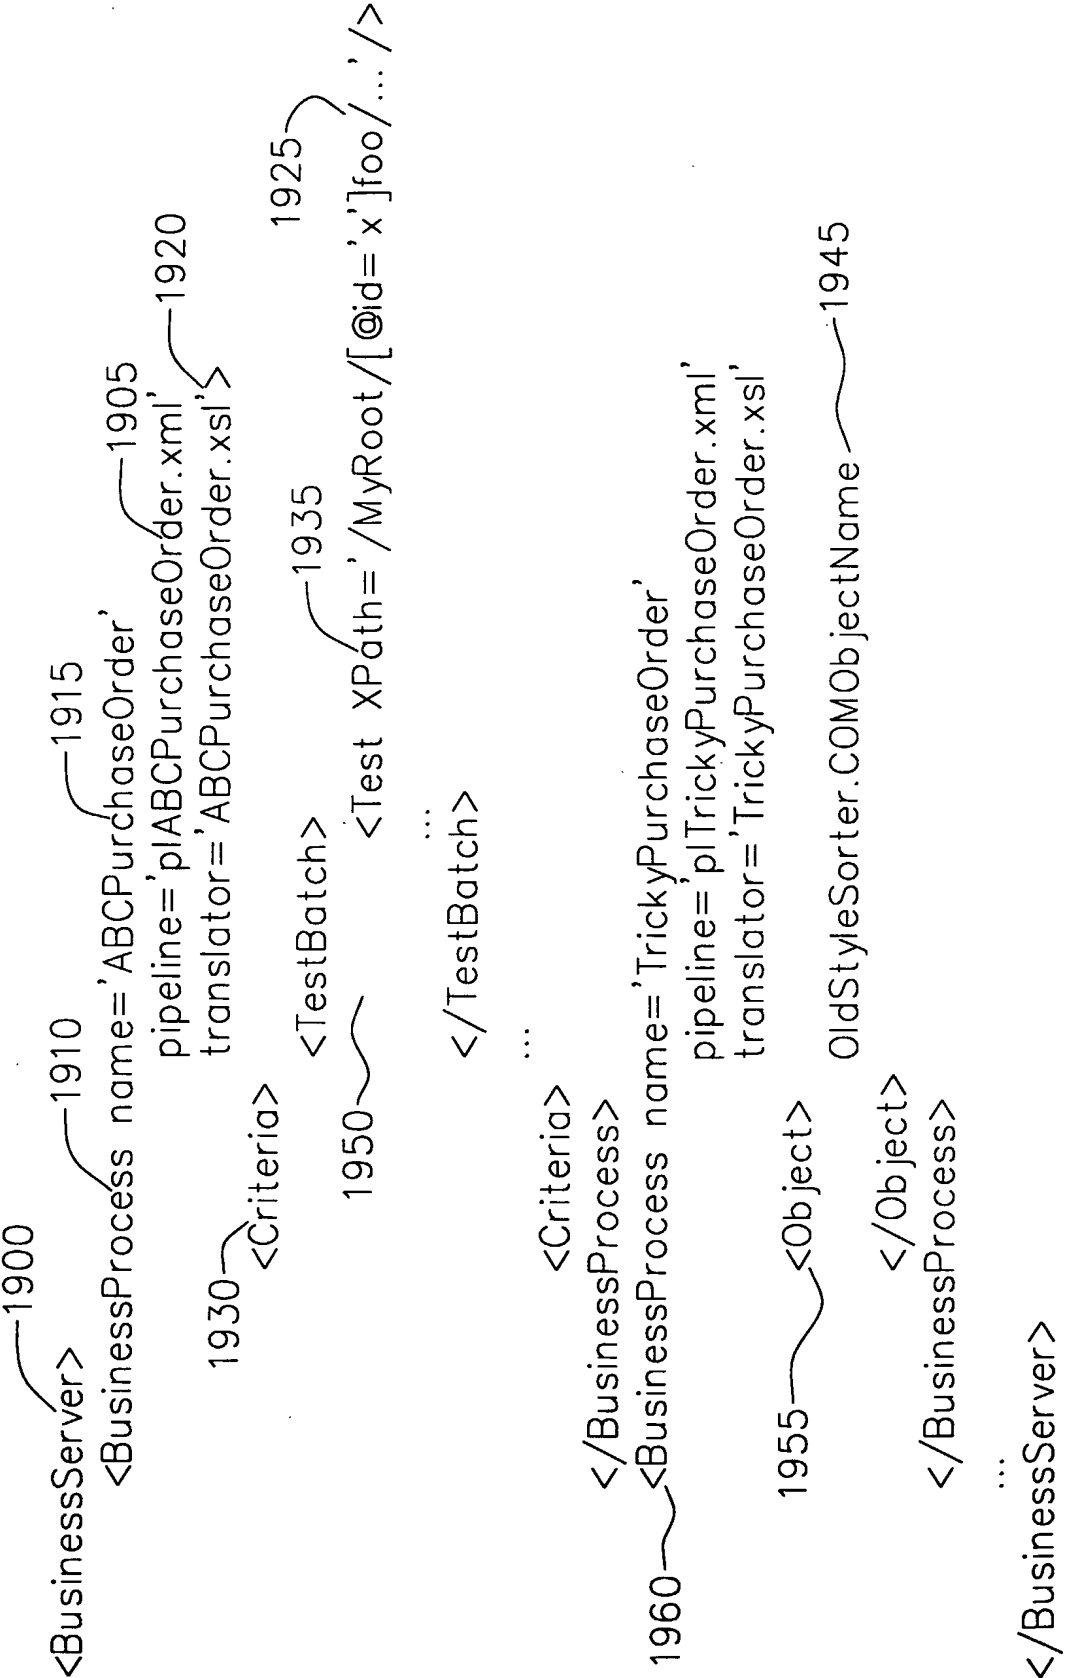 1900
<BusinessServer>
1910
1915
<BusinessProcess name='ABCPurchaseOrder'
1905
pipeline='plABCPurchaseOrder.xml'
1920
translator='ABCPurchaseOrder.xsl'>
1930
<Criteria>
1935
1925
<TestBatch>
1950
<Test XPath='/MyRoot/[@id='x']foo/...'/>
...
</TestBatch>
...
<Criteria>
</BusinessProcess>
1960
<BusinessProcess name='TrickyPurchaseOrder'
pipeline='plTrickyPurchaseOrder.xml'
translator='TrickyPurchaseOrder.xsl'
1955
<Object>
1945
OldStyleSorter.COMObjectName
</Object>
</BusinessProcess>
...
</BusinessServer>